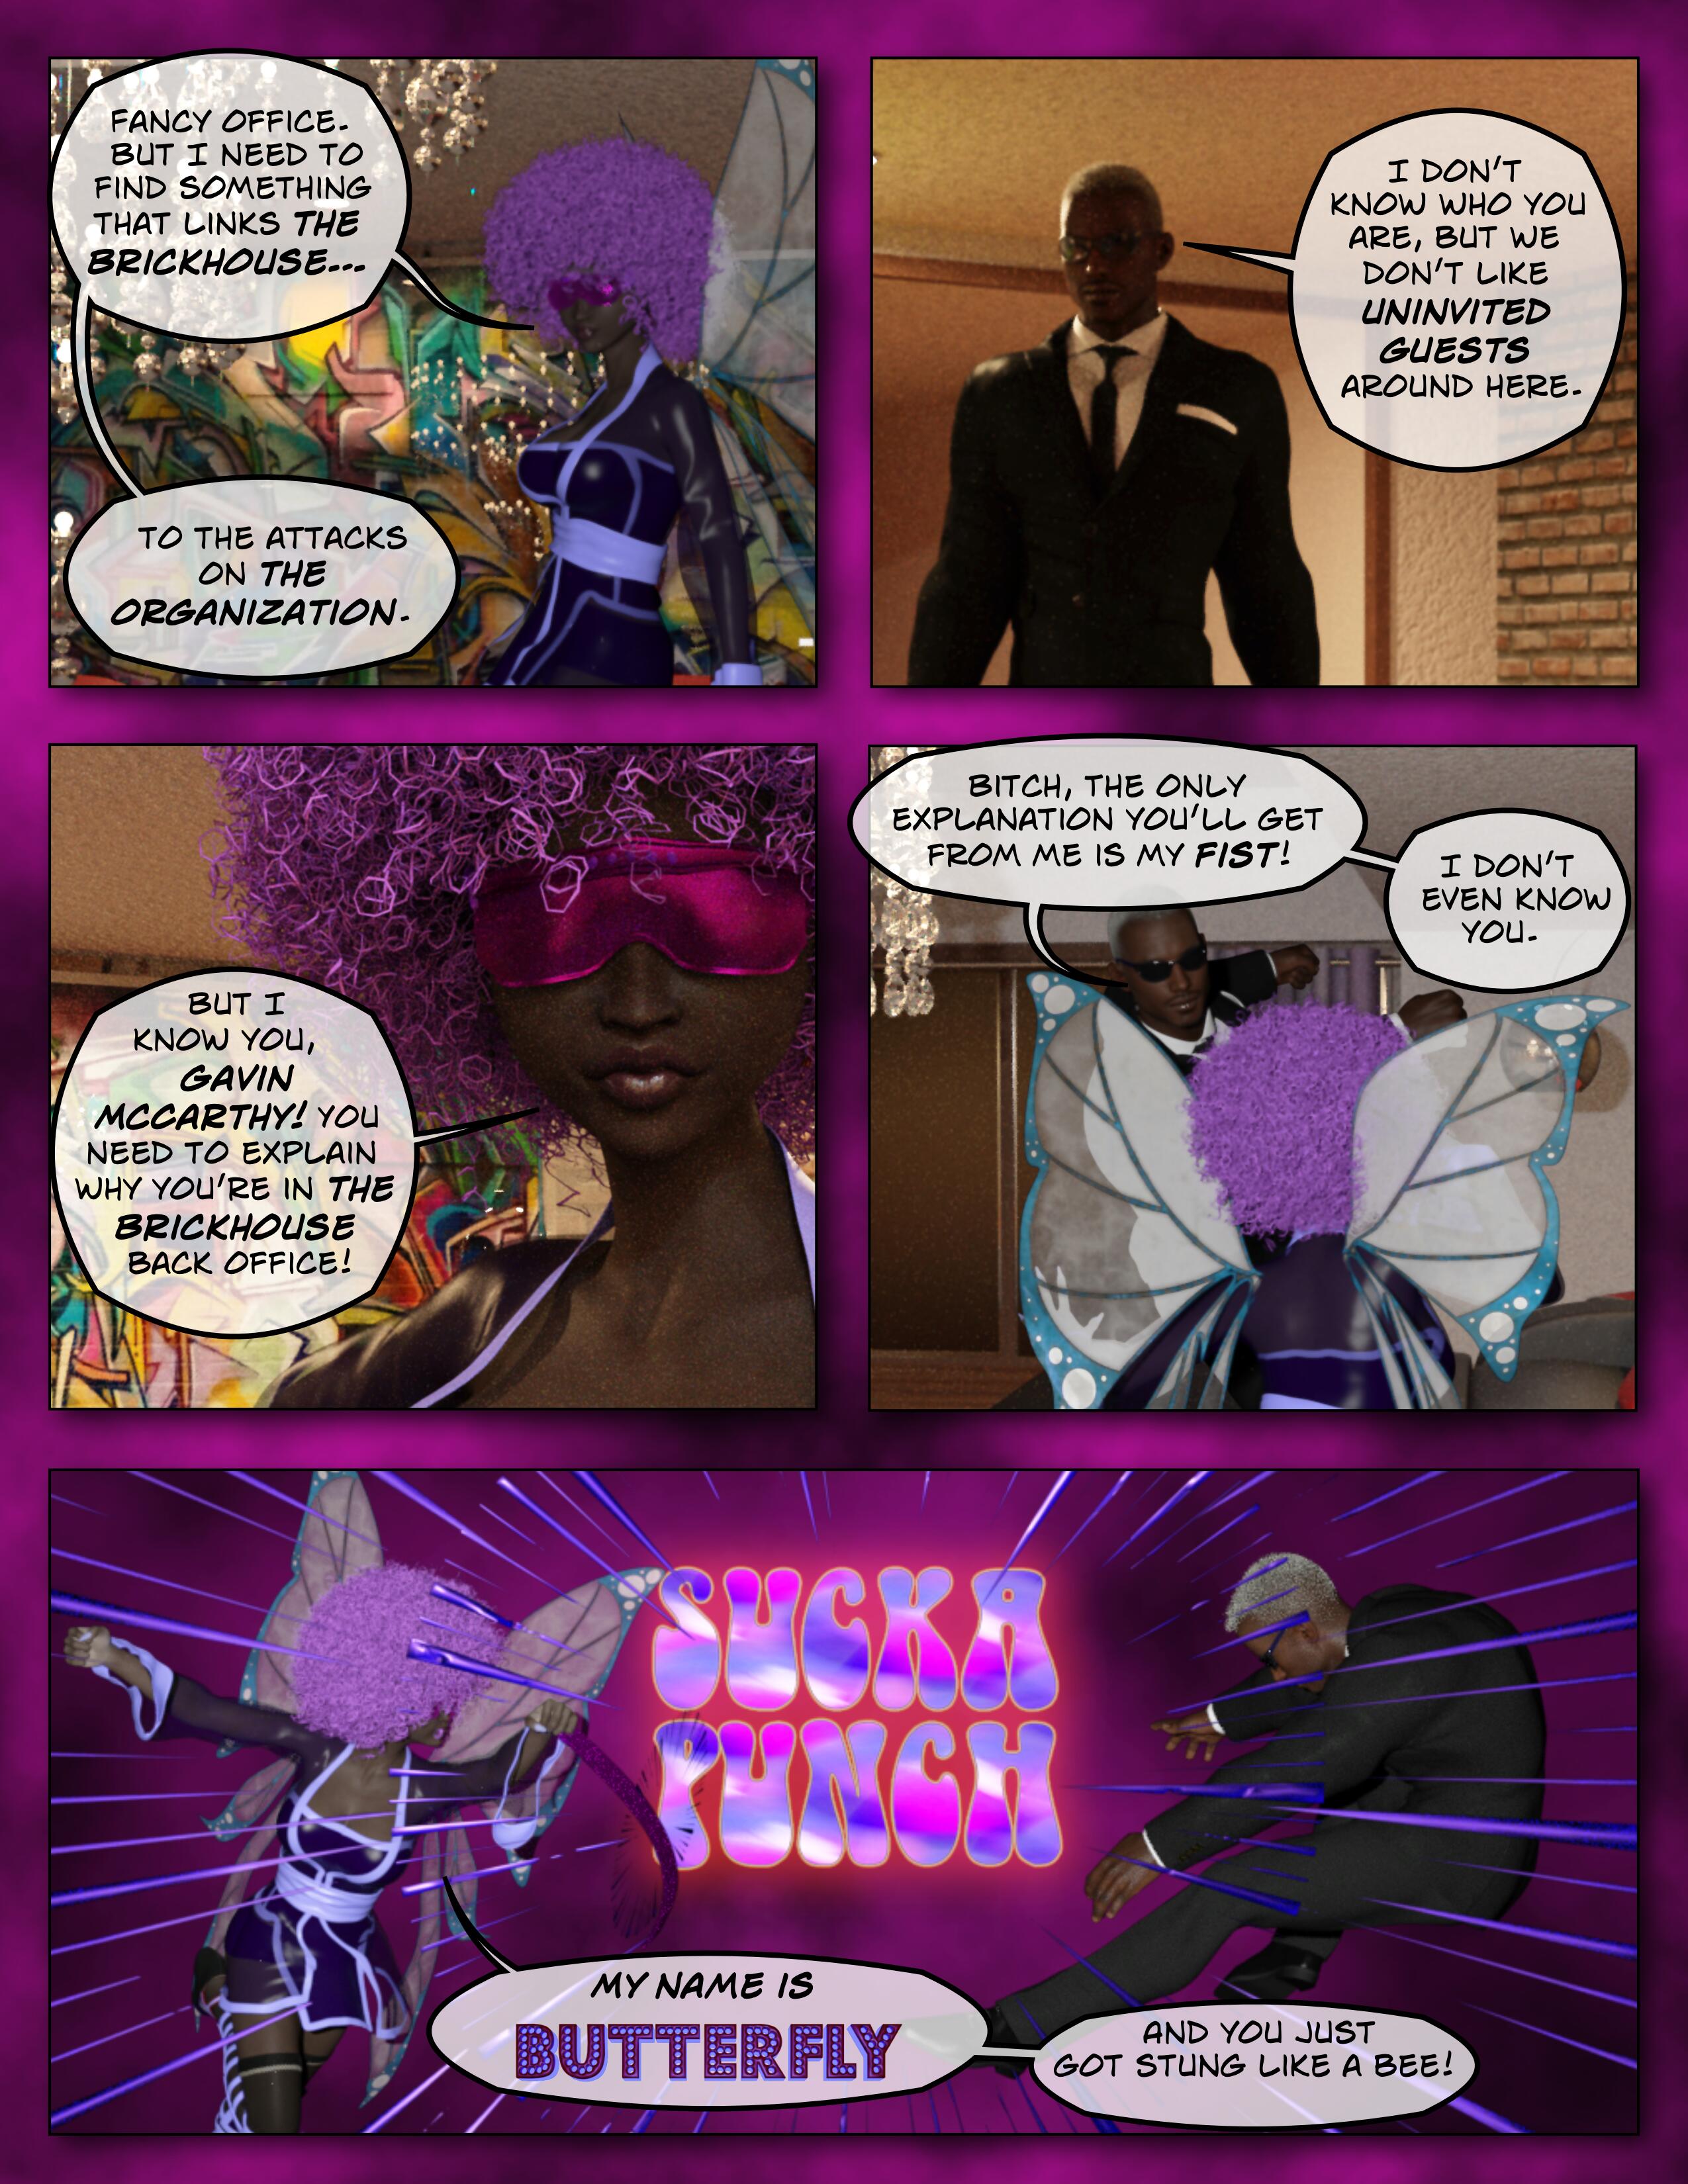 FANCY OFFICE.
BUT I NEED TO
FIND SOMETHING
THAT LINKS THE
BRICKHOUSE...
TO THE ATTACKS
ON THE
ORGANIZATION.
I DON'T
KNOW WHO YOU
ARE, BUT WE
DON'T LIKE
UNINVITED
GUESTS
AROUND HERE.
BUT I
KNOW YOU,
GAVIN
MCCARTHY! YOU
NEED TO EXPLAIN
WHY YOU'RE IN THE
BRICKHOUSE
BACK OFFICE!
BITCH, THE ONLY
EXPLANATION YOU'LL GET
FROM ME IS MY FIST!
I DON'T
EVEN KNOW
YOU.
SUCKA
PUNCH
MY NAME IS
BUTTERFLY
AND YOU JUST
GOT STUNG LIKE A BEE!